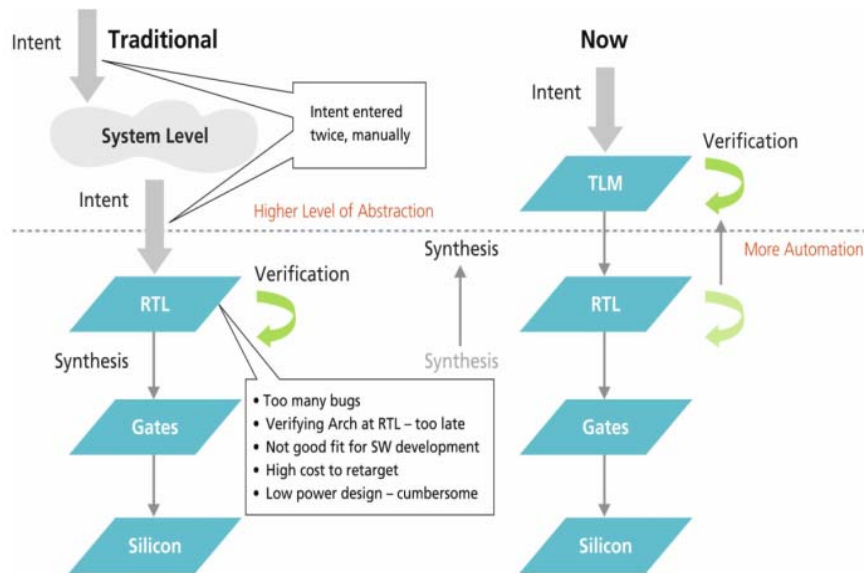 Traditional
Intent
System Level
Intent entered
twice, manually
Intent
Higher Level of Abstraction
RTL
Verification
Synthesis
• Too many bugs
• Verifying Arch at RTL – too late
• Not good fit for SW development
• High cost to retarget
• Low power design – cumbersome
Gates
Silicon
Synthesis
Synthesis
Now
Intent
Verification
TLM
More Automation
RTL
Gates
Silicon